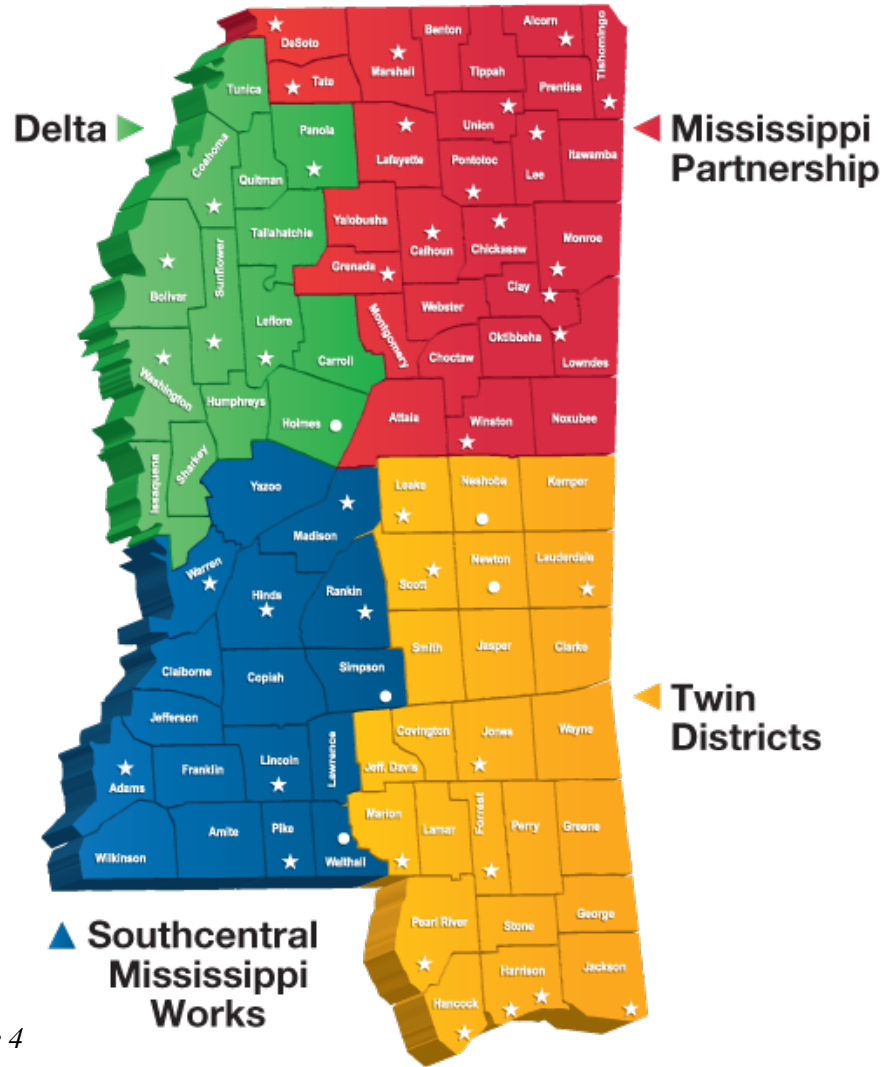 DeSoto
Benton
Alcorn
Tishomingo
Marshall
Tippah
Prentiss
Tate
Tunica
Delta
Panola
Union
Mississippi
Partnership
Coahoma
Lafayette
Pontotoc
Lee
Itawamba
Quitman
Yalobusha
Tallahatchie
Calhoun
Chickasaw
Monroe
Sunflower
Grenada
Clay
Bolivar
Webster
Leflore
Montgomery
Oktibbeha
Carroll
Choctaw
Lowndes
Washington
Humphreys
Holmes
Attala
Winston
Noxubee
Sharkey
Issaquena
Yazoo
Leake
Neshoba
Kemper
Madison
Warren
Scott
Newton
Lauderdale
Hinds
Rankin
Smith
Jasper
Clarke
Claiborne
Copiah
Simpson
Twin
Districts
Jefferson
Covington
Jones
Wayne
Lawrence
Jeff. Davis
Adams
Franklin
Lincoln
Marion
Lamar
Forrest
Perry
Greene
Wilkinson
Amite
Pike
Walthall
Pearl River
Stone
George
Southcentral
Mississippi
Works
Harrison
Jackson
Hancock
4